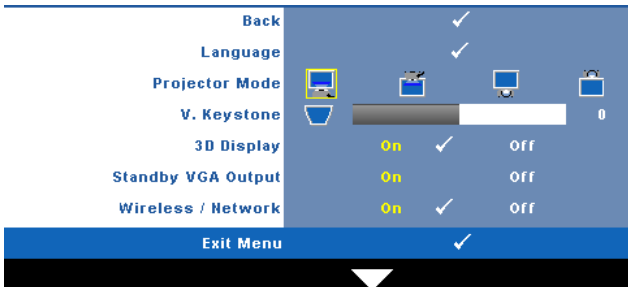 Back
Language
Projector Mode
V. Keystone 0
3D Display On Off
Standby VGA Output On Off
Wireless / Network On Off
Exit Menu